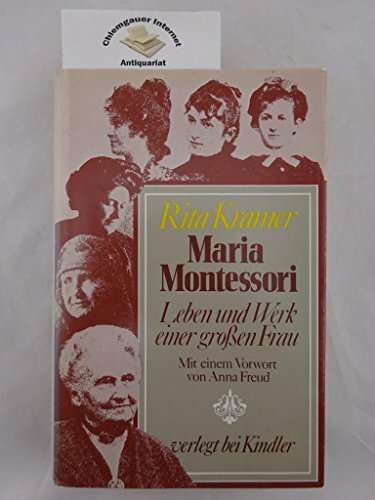 Chiemgauer Internet
Antiquariat
Rita Kramer
Maria
Montessori
Leben und Werk
einer großen Frau
Mit einem Vorwort
von Anna Freud
verlegt bei Kindler